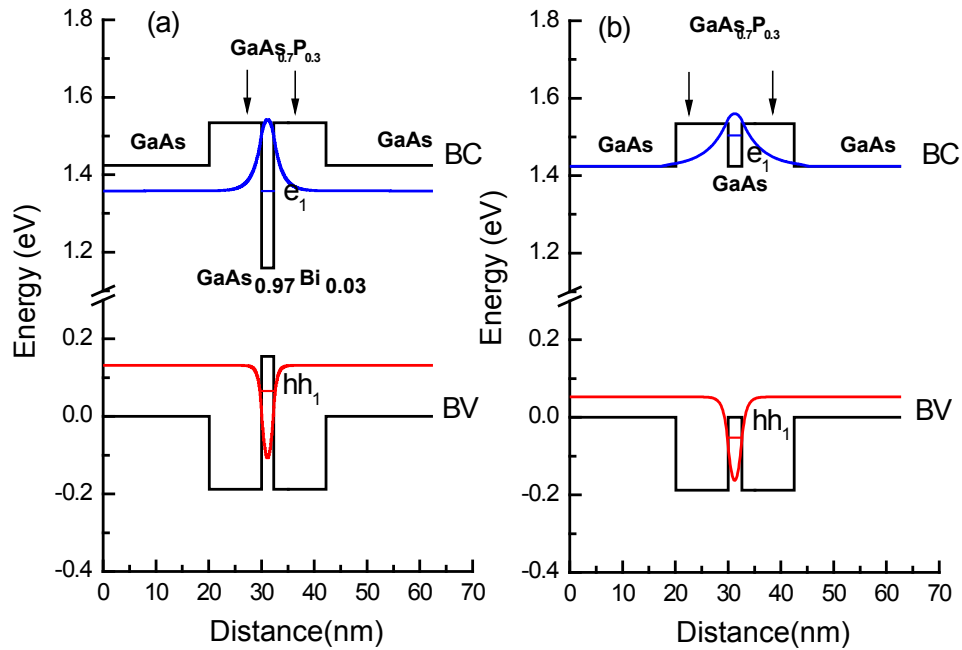 (a)
GaAs0.7P0.3
GaAs
GaAs
BC
e1
GaAs0.97Bi0.03
hh1
BV
1.8
1.6
1.4
1.2
0.2
0.0
-0.2
-0.4
Energy (eV)
0 10 20 30 40 50 60 70
Distance(nm)
(b)
GaAs0.7P0.3
GaAs
GaAs
BC
e1
GaAs
hh1
BV
1.8
1.6
1.4
1.2
0.2
0.0
-0.2
-0.4
Energy (eV)
0 10 20 30 40 50 60 70
Distance(nm)